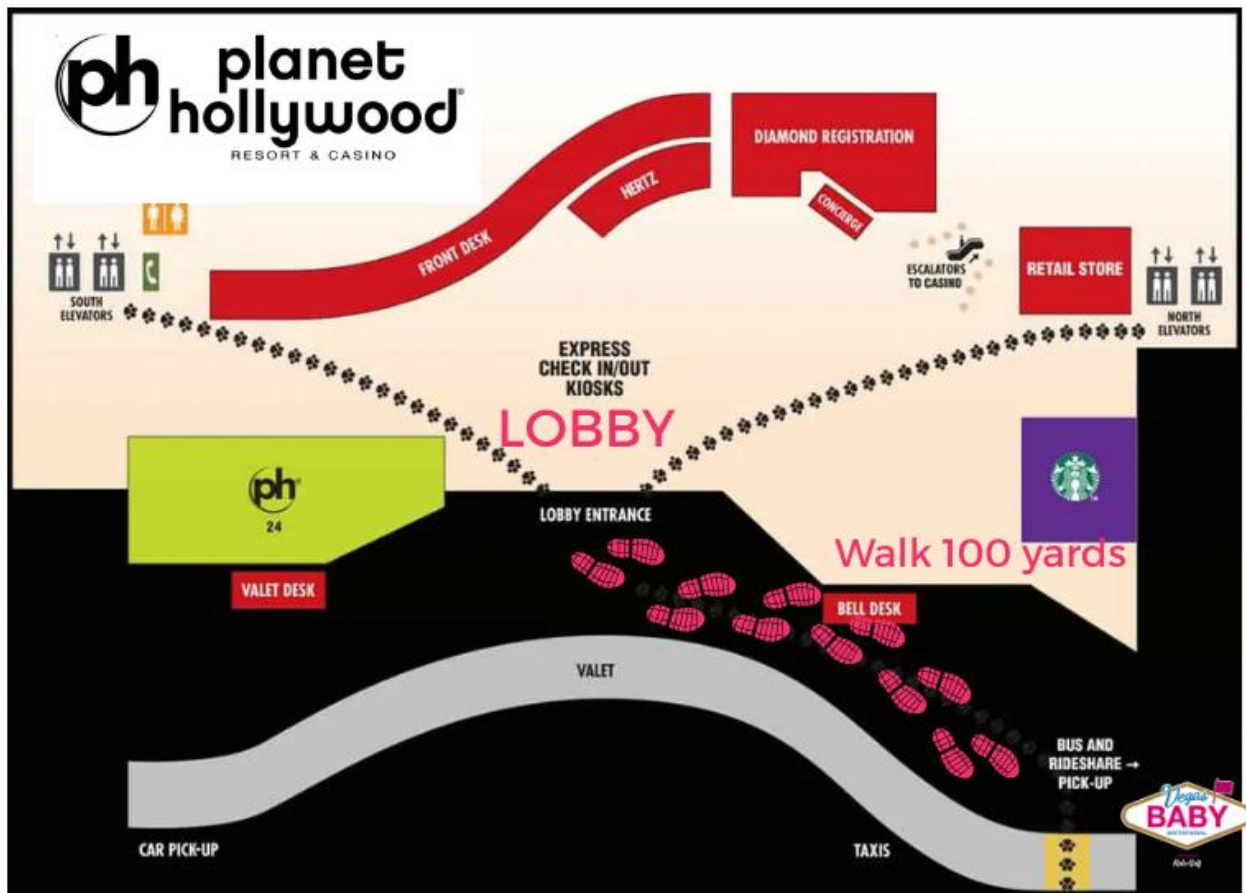 ph planet
hollywood®
RESORT & CASINO
DIAMOND REGISTRATION
HERTZ
CONCIERGE
FRONT DESK
ESCALATORS
TO CASINO
RETAIL STORE
SOUTH
ELEVATORS
NORTH
ELEVATORS
EXPRESS
CHECK IN/OUT
KIOSKS
LOBBY
ph
24
LOBBY ENTRANCE
Walk 100 yards
VALET DESK
BELL DESK
VALET
BUS AND
RIDESHARE →
PICK-UP
Vegas
BABY
CAR PICK-UP
TAXIS